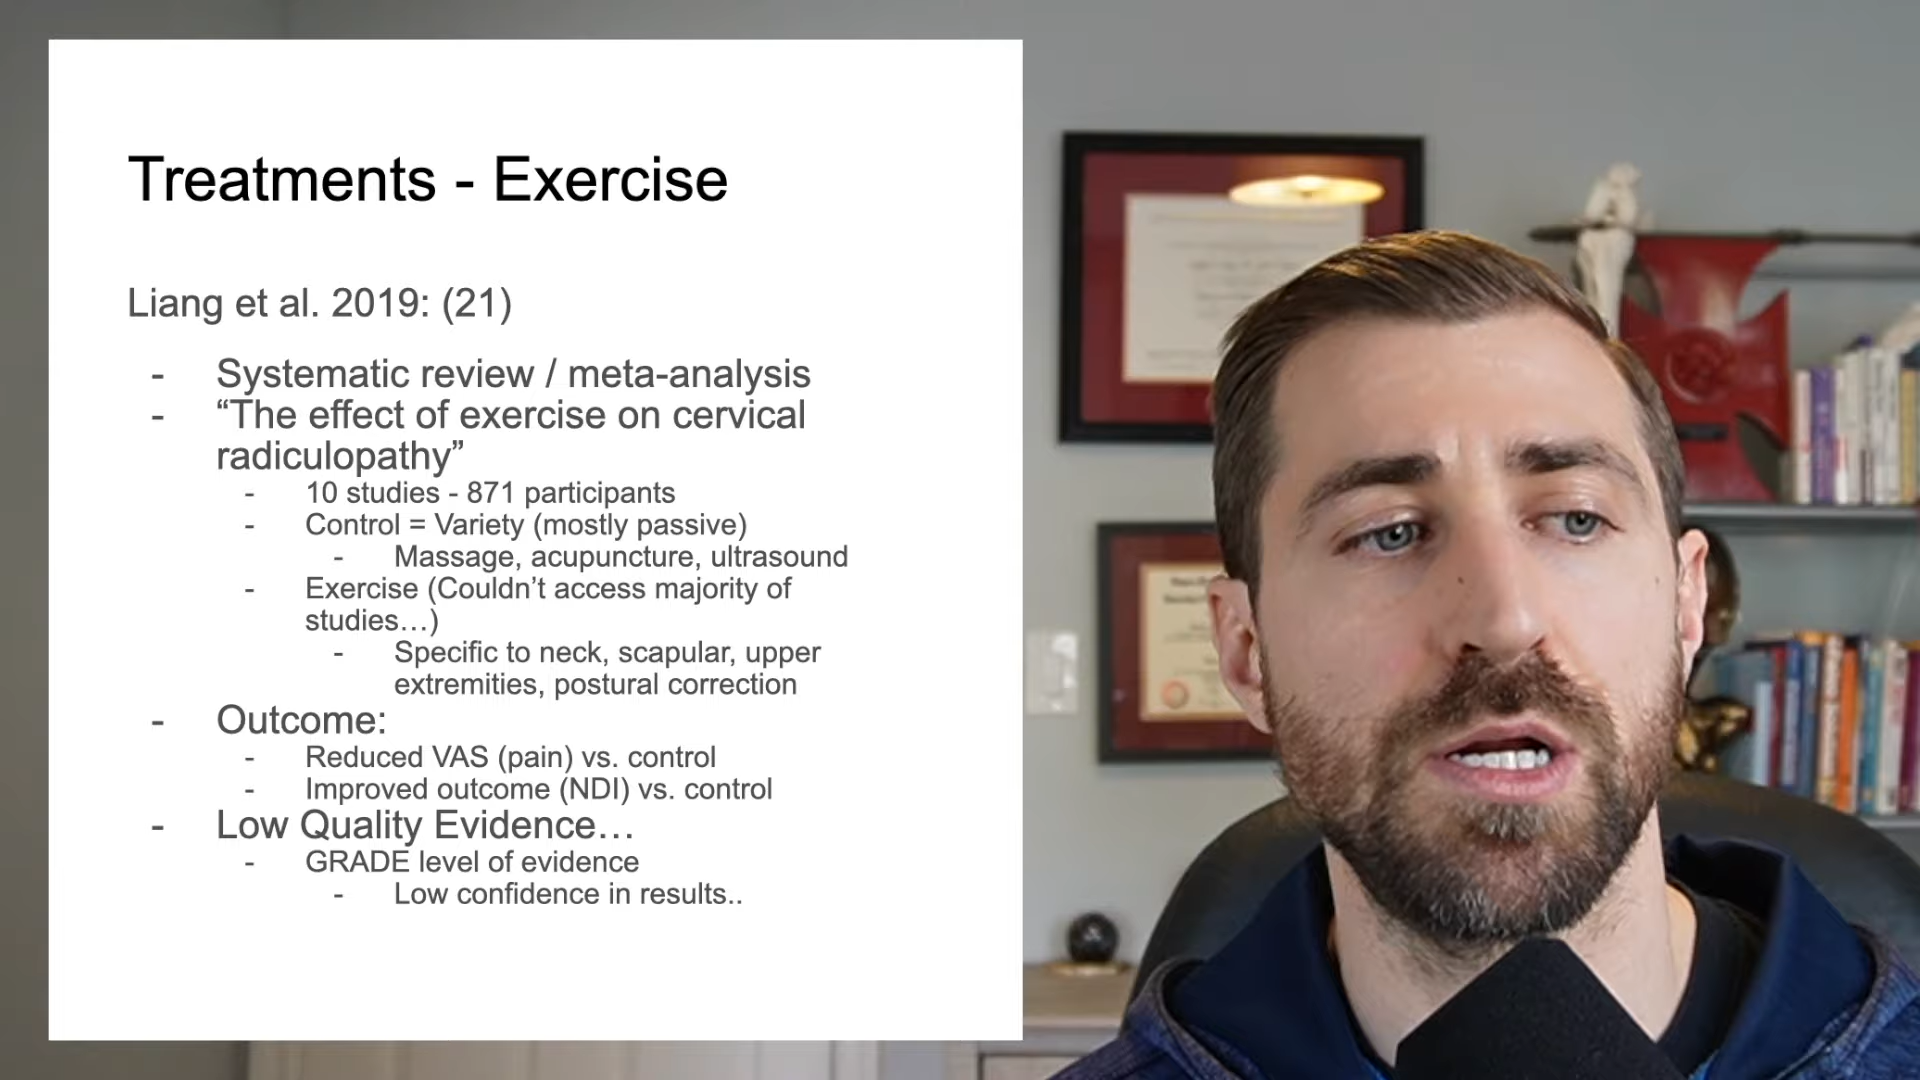 Treatments - Exercise
Liang et al. 2019: (21)
- Systematic review / meta-analysis
- “The effect of exercise on cervical
radiculopathy”
- 10 studies - 871 participants
- Control = Variety (mostly passive)
- Massage, acupuncture, ultrasound
- Exercise (Couldn’t access majority of
studies…)
- Specific to neck, scapular, upper
extremities, postural correction
- Outcome:
- Reduced VAS (pain) vs. control
- Improved outcome (NDI) vs. control
- Low Quality Evidence…
- GRADE level of evidence
- Low confidence in results..